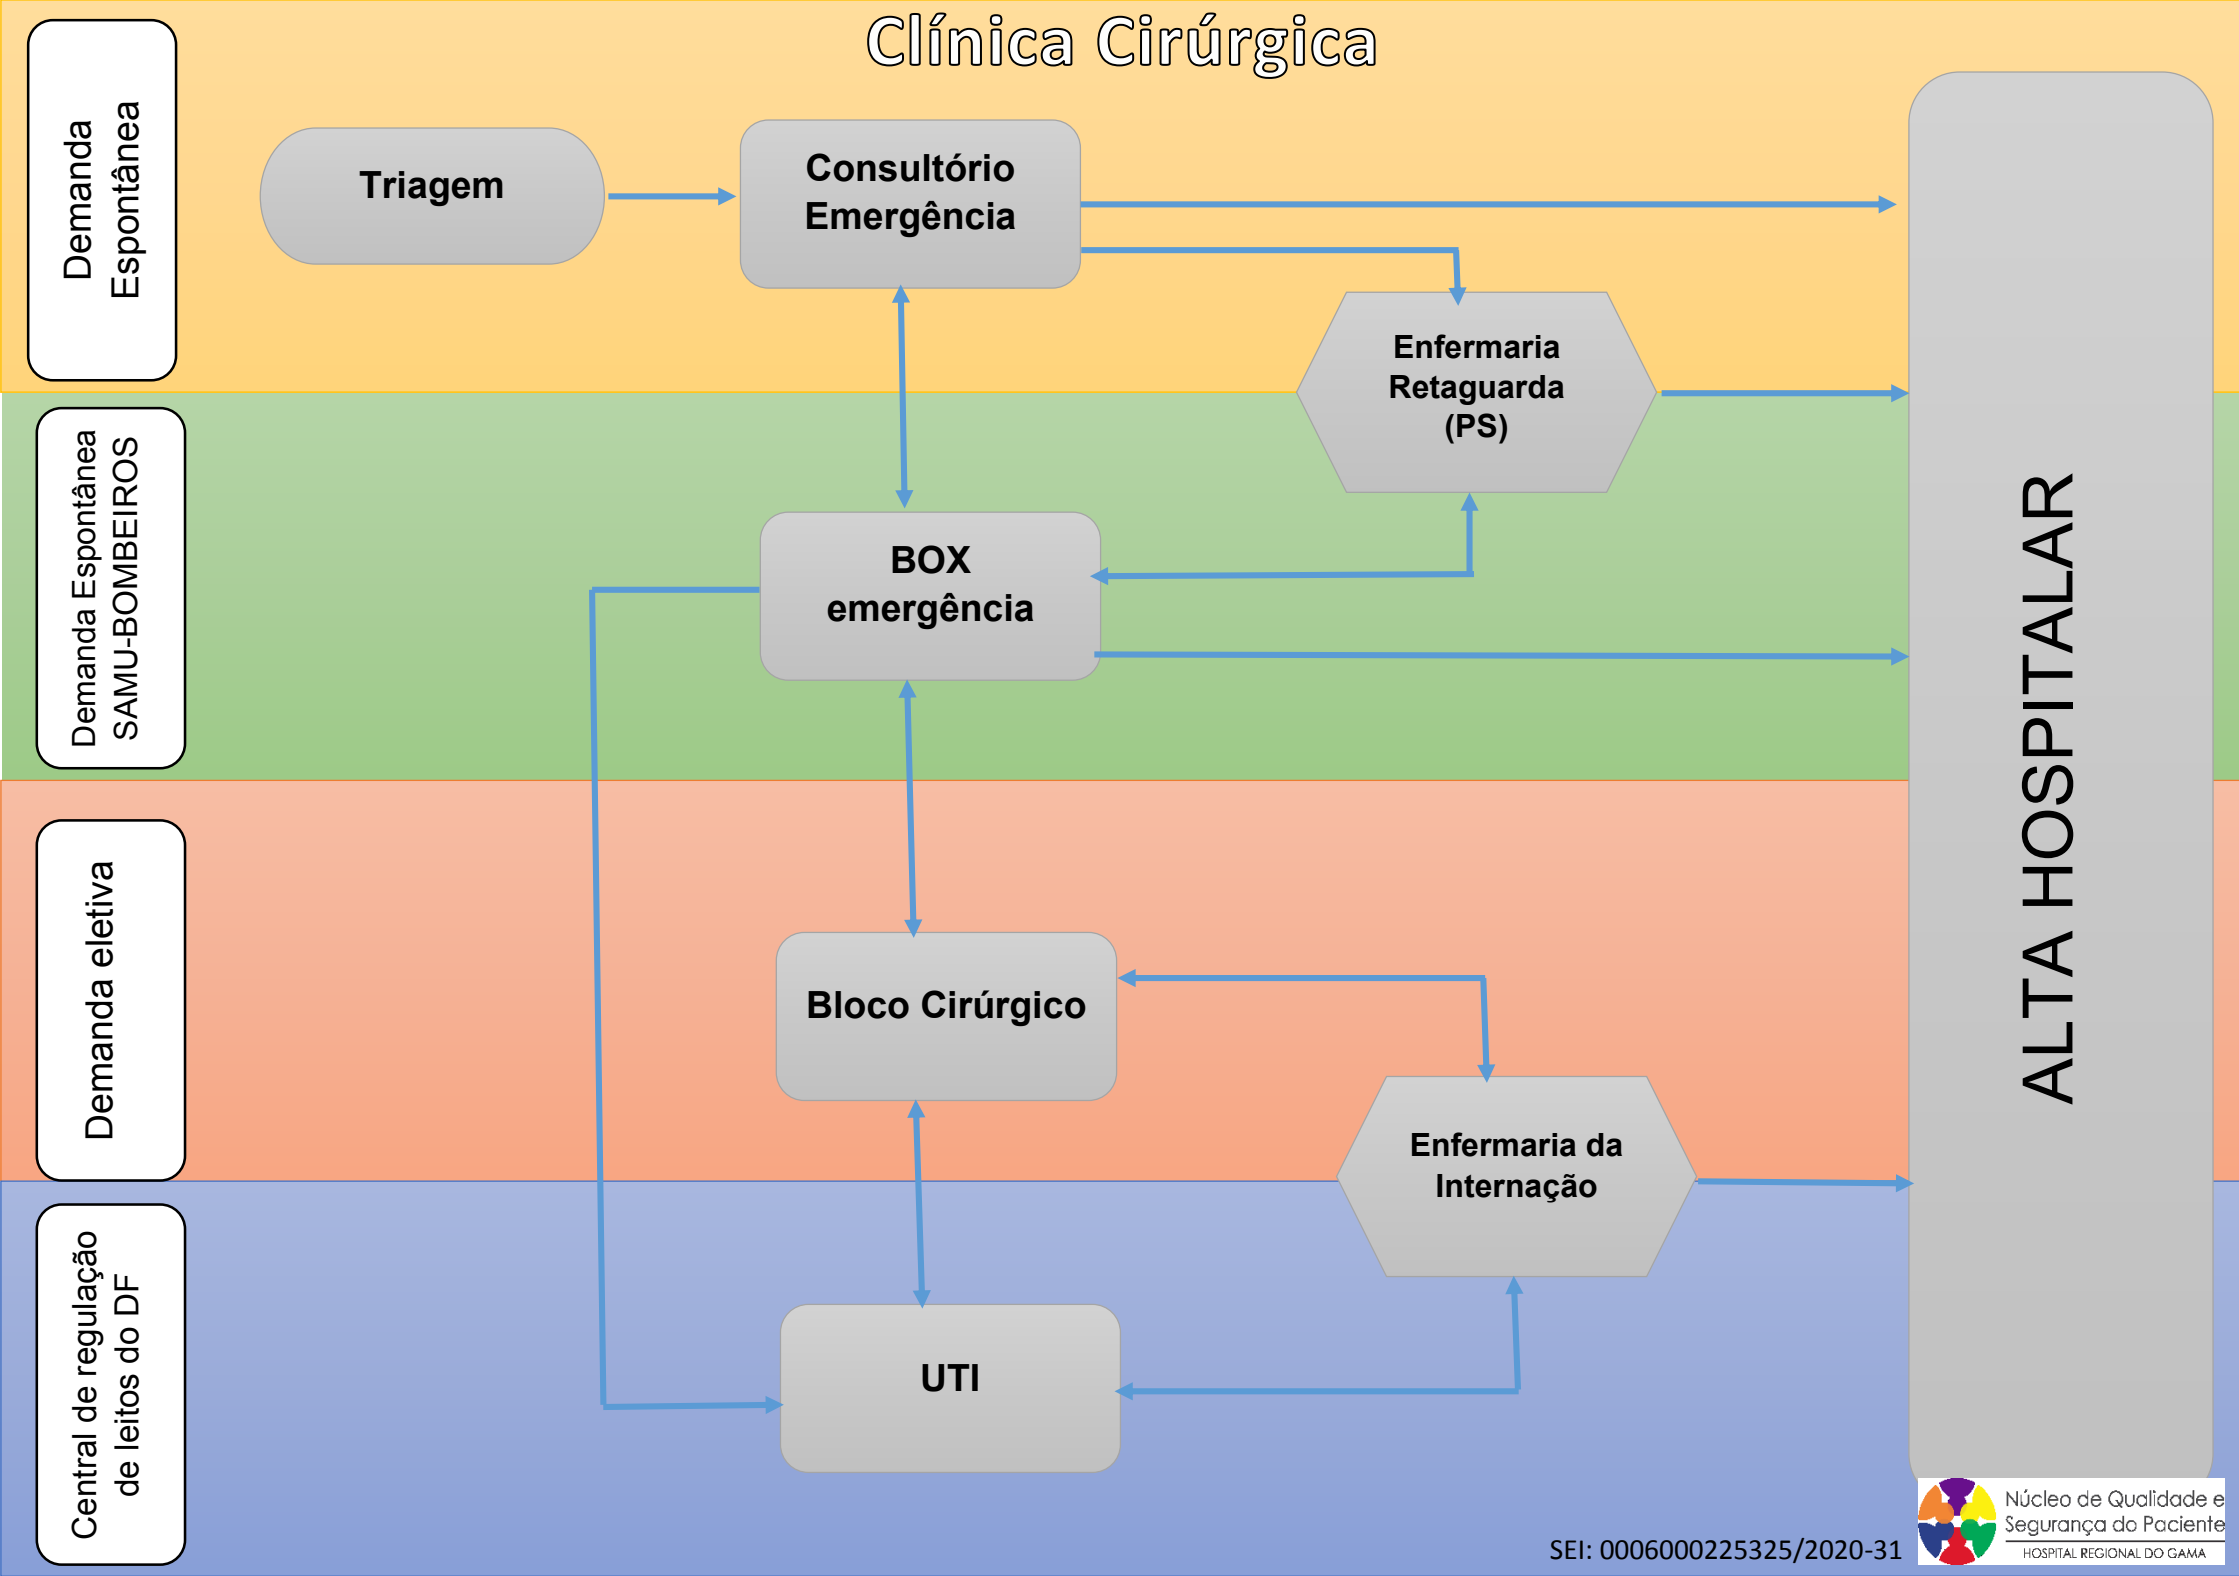 Clínica Cirúrgica
Demanda
Espontânea
Triagem
Consultório
Emergência
Enfermaria
Retaguarda
(PS)
Demanda Espontânea
SAMU-BOMBEIROS
BOX
emergência
ALTA HOSPITALAR
Demanda eletiva
Bloco Cirúrgico
Enfermaria da
Internação
Central de regulação
de leitos do DF
UTI
SEI: 0006000225325/2020-31
Núcleo de Qualidade e
Segurança do Paciente
HOSPITAL REGIONAL DO GAMA